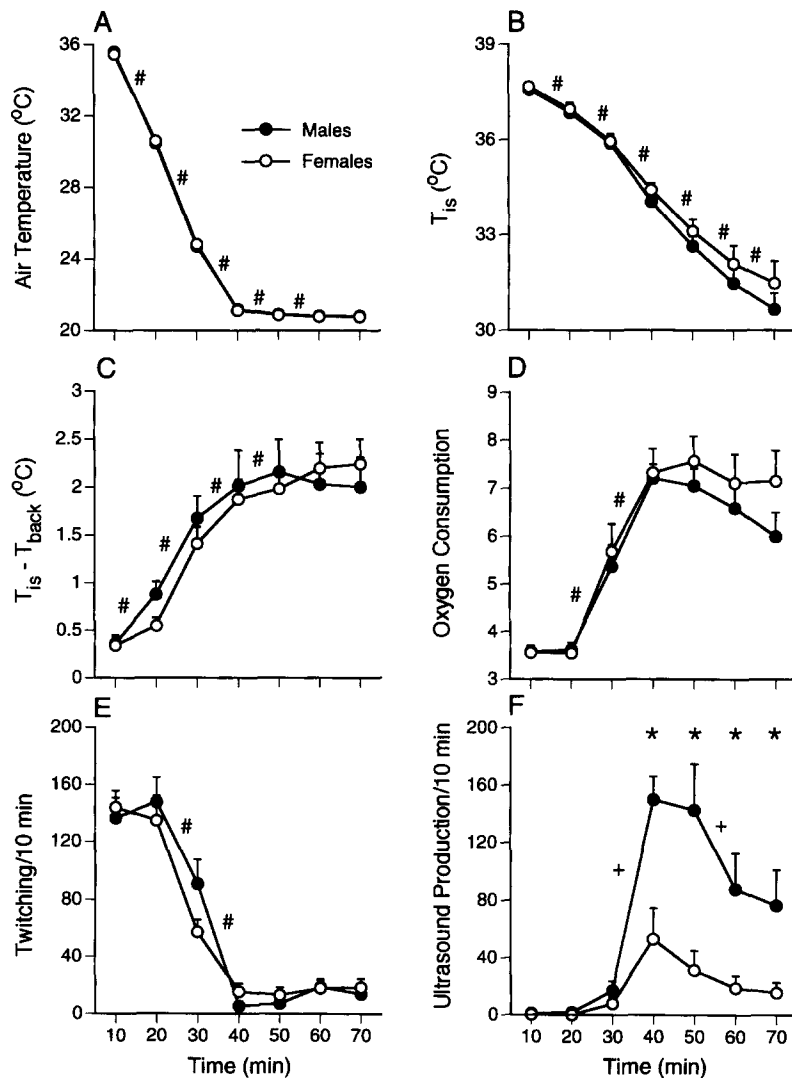 A
Air Temperature (°C)
36
32
28
24
20
#
#
#
#
#
Males
Females
B
T_is (°C)
39
36
33
30
#
#
#
#
#
#
C
T_is - T_back (°C)
3
2.5
2
1.5
1
0.5
0
#
#
#
#
D
Oxygen Consumption
9
8
7
6
5
4
3
#
#
E
Twitching/10 min
200
160
120
80
40
0
#
#
10 20 30 40 50 60 70
Time (min)
F
Ultrasound Production/10 min
200
160
120
80
40
0
* * * *
+
+
10 20 30 40 50 60 70
Time (min)